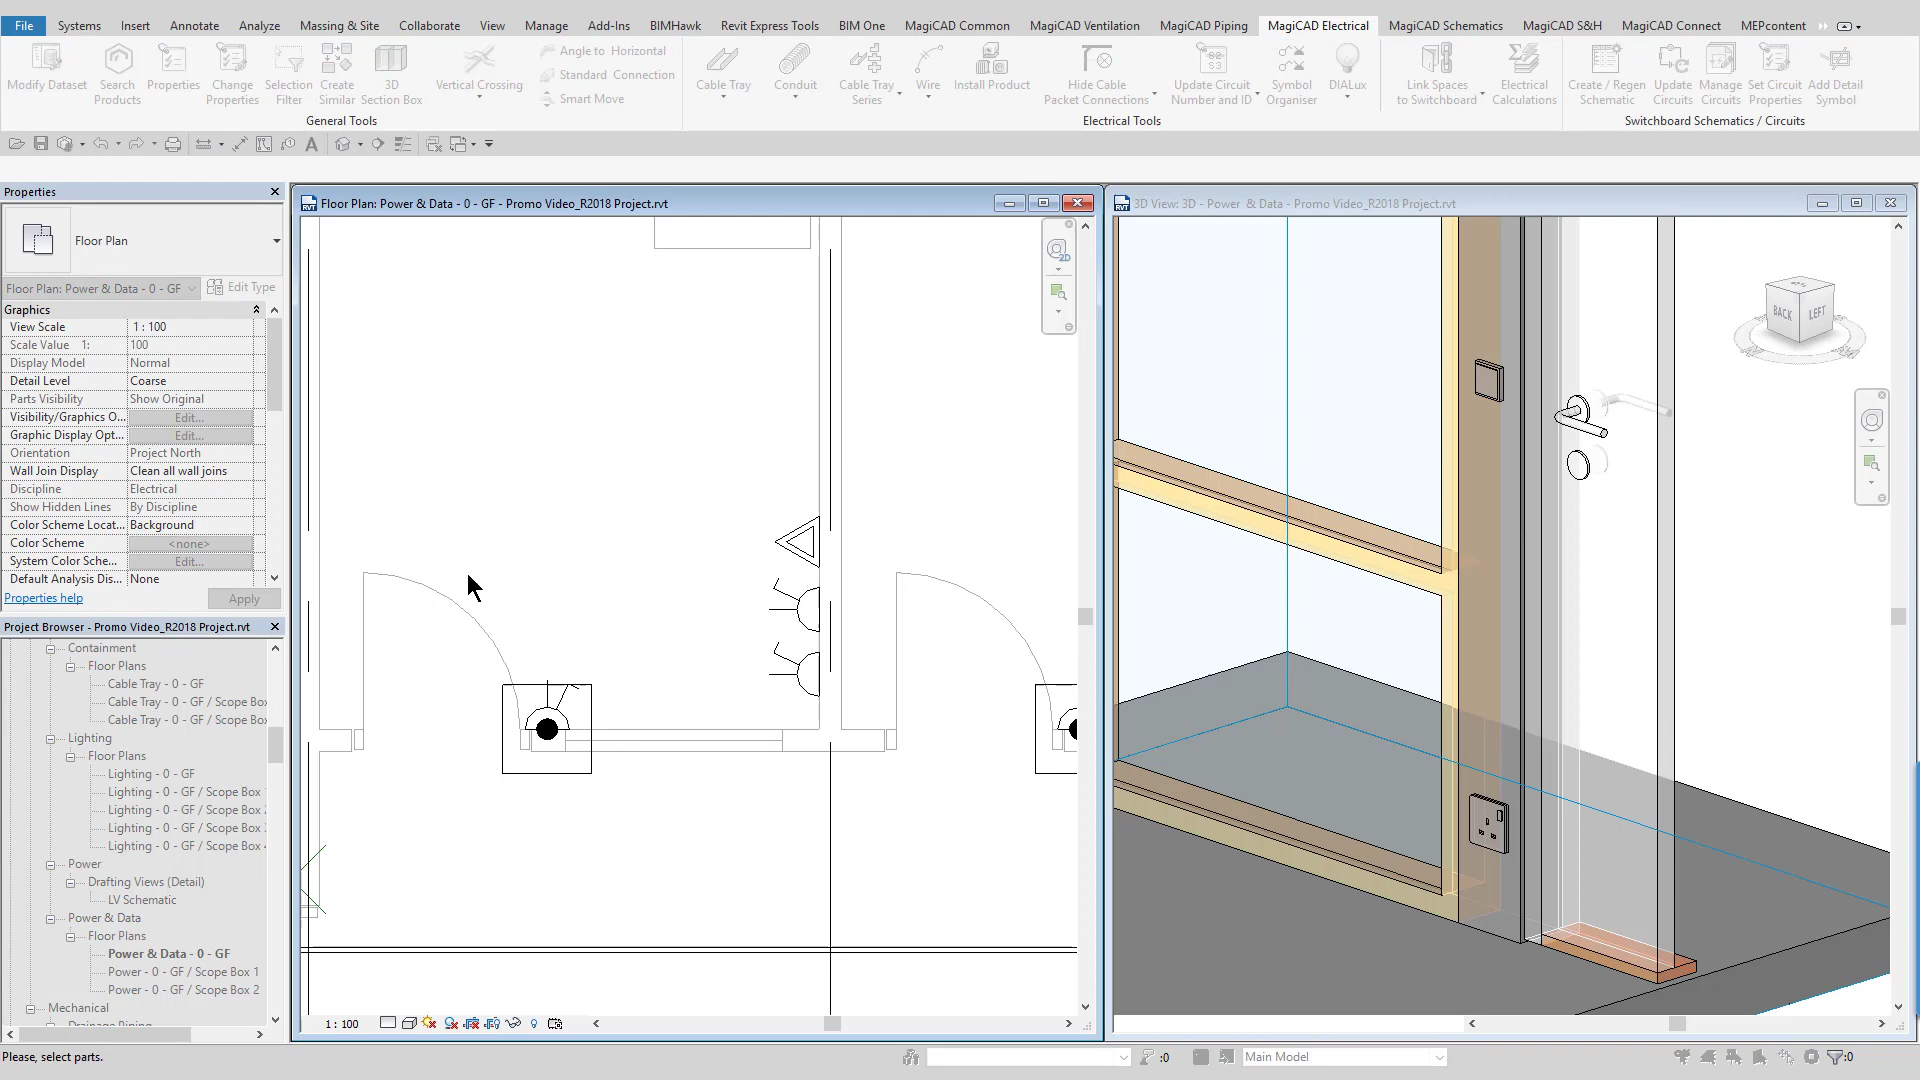 File Systems Insert Annotate Analyze Massing & Site Collaborate View Manage Add-Ins BIMHawk Revit Express Tools BIM One MagiCAD Common MagiCAD Ventilation MagiCAD Piping MagiCAD Electrical MagiCAD Schematics MagiCAD S&H MagiCAD Connect MEPcontent
Modify Dataset
Search Products
Properties
Change Properties
Selection Filter
Create Similar
3D Section Box
Vertical Crossing
Angle to Horizontal
Standard Connection
Smart Move
General Tools
Cable Tray
Conduit
Cable Tray Series
Wire
Install Product
Hide Cable Packet Connections
Update Circuit Number and ID
Symbol Organiser
DIALux
Link Spaces to Switchboard
Electrical Calculations
Electrical Tools
Create / Regen Schematic
Update Circuits
Manage Circuits
Set Circuit Properties
Add Detail Symbol
Switchboard Schematics / Circuits
Properties
Floor Plan
Floor Plan: Power & Data - 0 - GF
Edit Type
Graphics
View Scale 1 : 100
Scale Value 1: 100
Display Model Normal
Detail Level Coarse
Parts Visibility Show Original
Visibility/Graphics O... Edit...
Graphic Display Opt... Edit...
Orientation Project North
Wall Join Display Clean all wall joins
Discipline Electrical
Show Hidden Lines By Discipline
Color Scheme Locat... Background
Color Scheme <none>
System Color Sche... Edit...
Default Analysis Dis... None
Properties help
Apply
Project Browser - Promo Video_R2018 Project.rvt
Containment
Floor Plans
Cable Tray - 0 - GF
Cable Tray - 0 - GF / Scope Box
Cable Tray - 0 - GF / Scope Box
Lighting
Floor Plans
Lighting - 0 - GF
Lighting - 0 - GF / Scope Box
Lighting - 0 - GF / Scope Box
Lighting - 0 - GF / Scope Box
Lighting - 0 - GF / Scope Box
Power
Drafting Views (Detail)
LV Schematic
Power & Data
Floor Plans
Power & Data - 0 - GF
Power - 0 - GF / Scope Box 1
Power - 0 - GF / Scope Box 2
Mechanical
Floor Plan: Power & Data - 0 - GF - Promo Video_R2018 Project.rvt
2D
1 : 100
3D View: 3D - Power & Data - Promo Video_R2018 Project.rvt
BACK
LEFT
Please, select parts.
:0
Main Model
:0